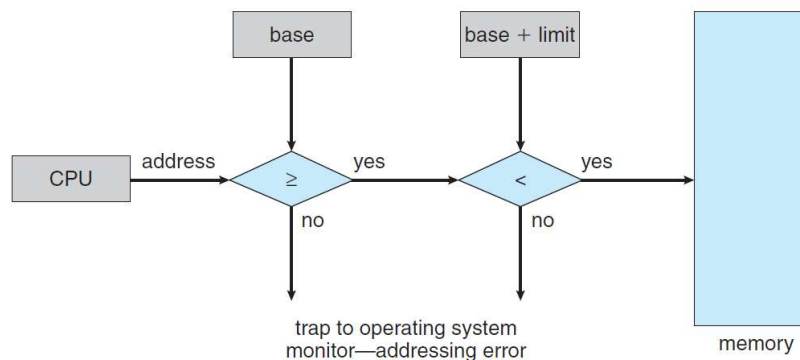 base
base + limit
CPU
address
≥
yes
<
yes
no
no
trap to operating system
monitor—addressing error
memory